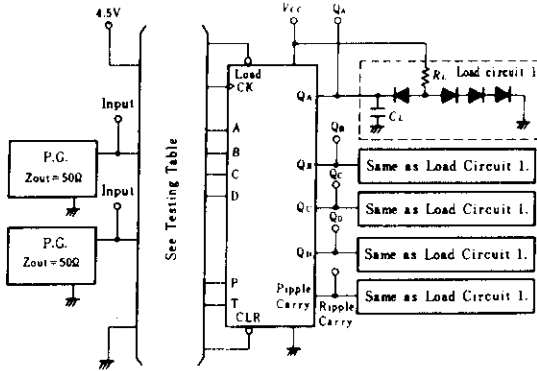 4.5V
VCC
QA
Input
P.G.
Zout = 50Ω
Input
P.G.
Zout = 50Ω
See Testing Table
Load
CK
A
B
C
D
P
T
CLR
QA
QB
QC
QD
Ripple
Carry
RL
CL
Load circuit 1.
QB
Same as Load Circuit 1.
QC
Same as Load Circuit 1.
QD
Same as Load Circuit 1.
Ripple
Carry
Same as Load Circuit 1.